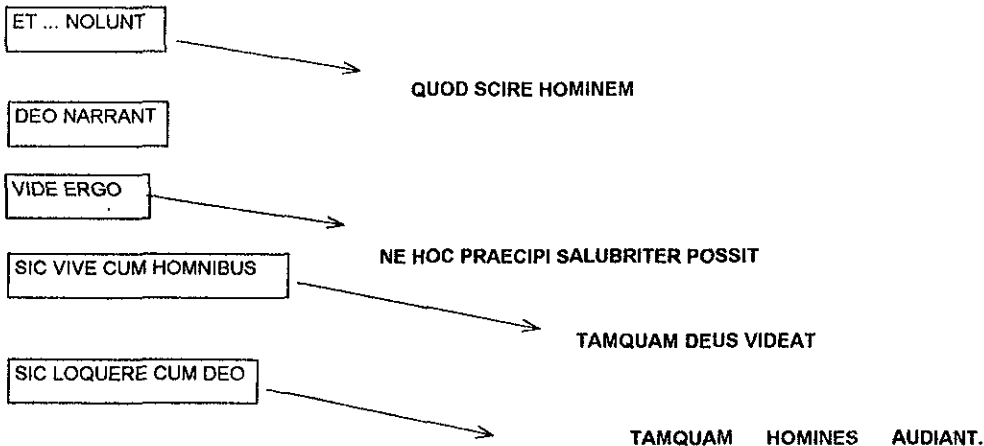 ET ... NOLUNT
QUOD SCIRE HOMINEM
DEO NARRANT
VIDE ERGO
NE HOC PRAECIPI SALUBRITER POSSIT
SIC VIVE CUM HOMNIBUS
TAMQUAM DEUS VIDEAT
SIC LOQUERE CUM DEO
TAMQUAM HOMINES AUDIANT.